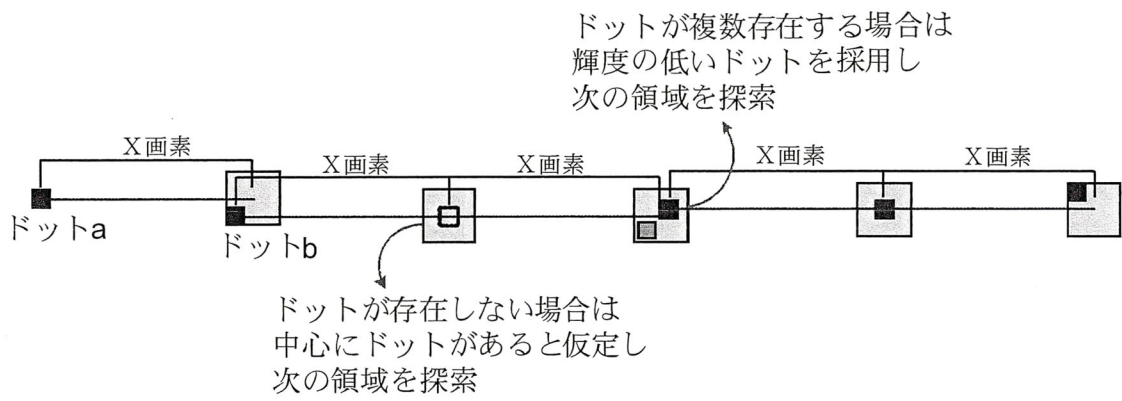 ドットが複数存在する場合は
輝度の低いドットを採用し
次の領域を探索
X画素
X画素
X画素
X画素
X画素
ドットa
ドットb
ドットが存在しない場合は
中心にドットがあると仮定し
次の領域を探索